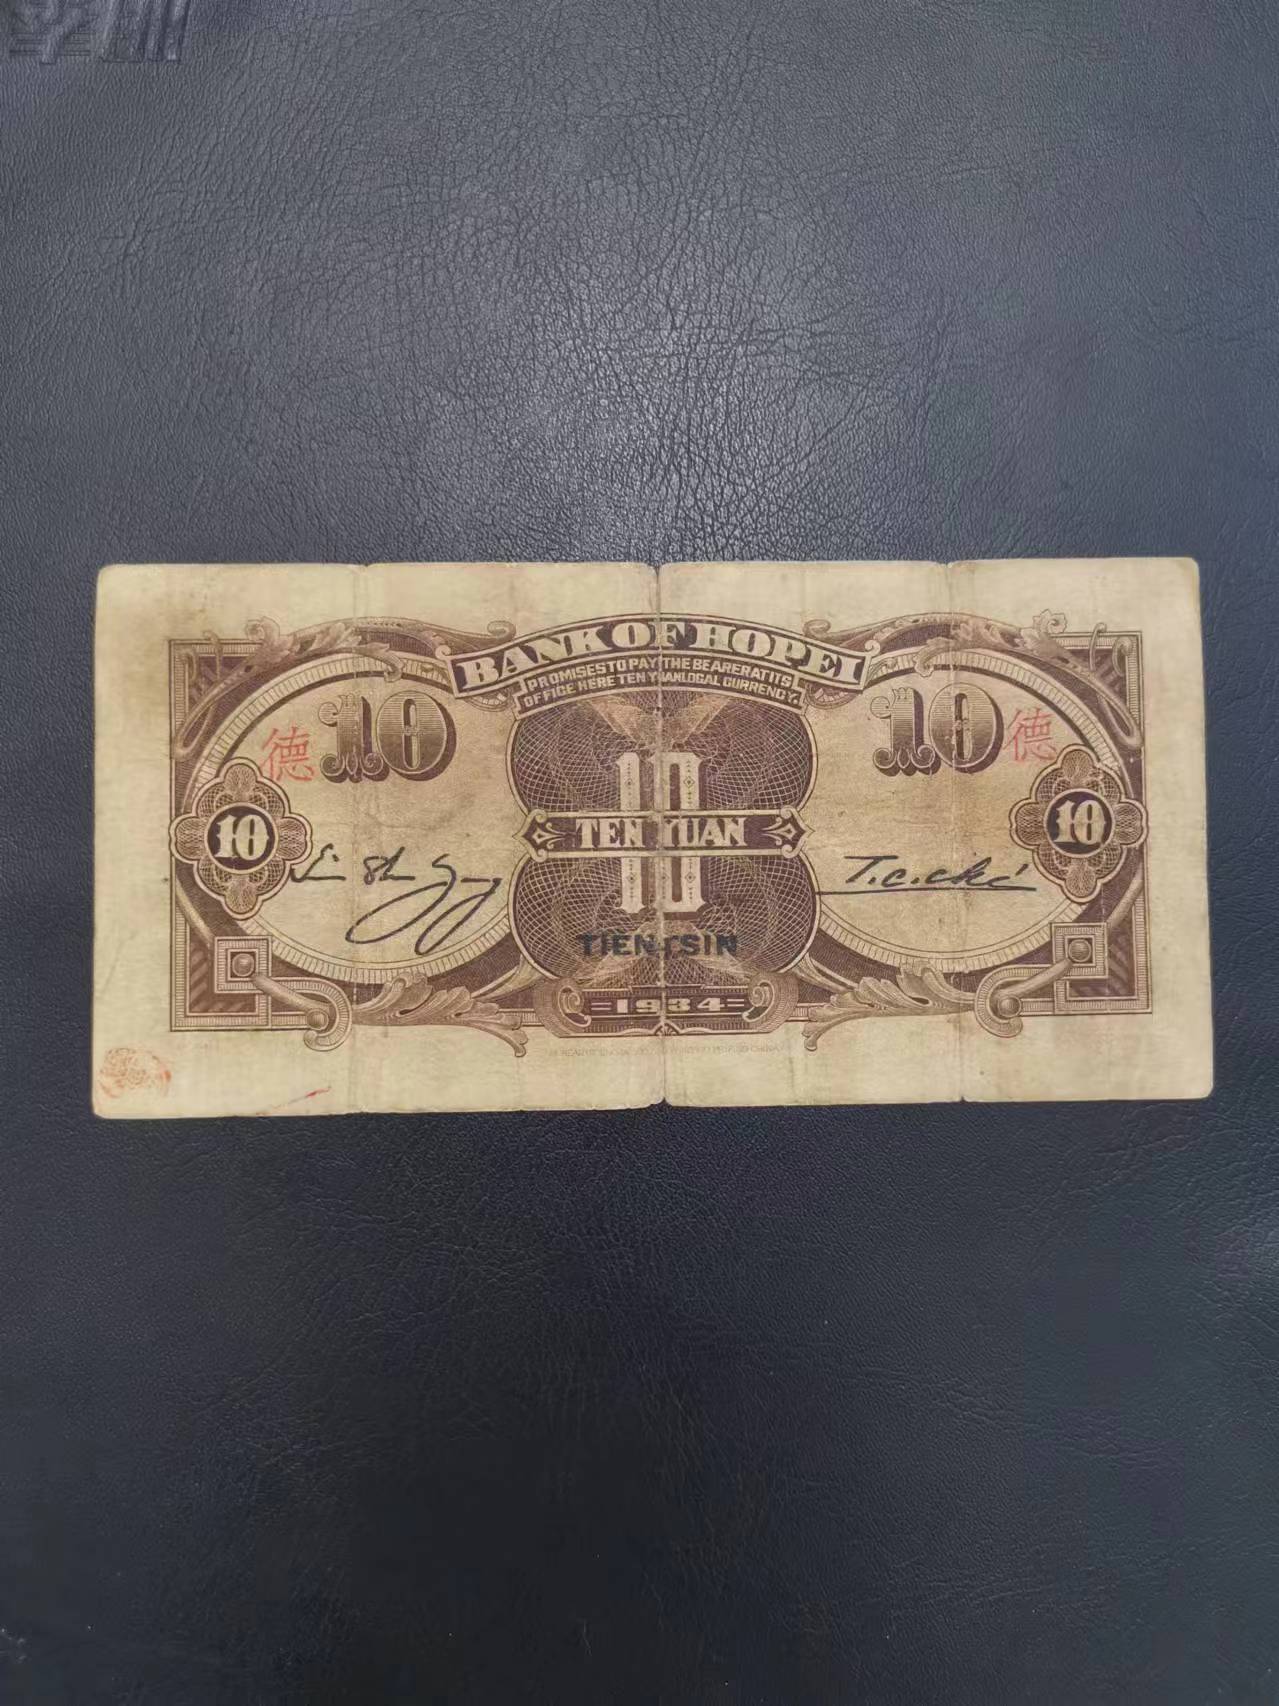 BANK OF HOPEI
PROMISES TO PAY THE BEARER AT ITS
OFFICE HERE TEN YUAN LOCAL CURRENCY
德 10
10 德
10
10
10
TEN YUAN
T.C.Ché
TIENTSIN
=1934=